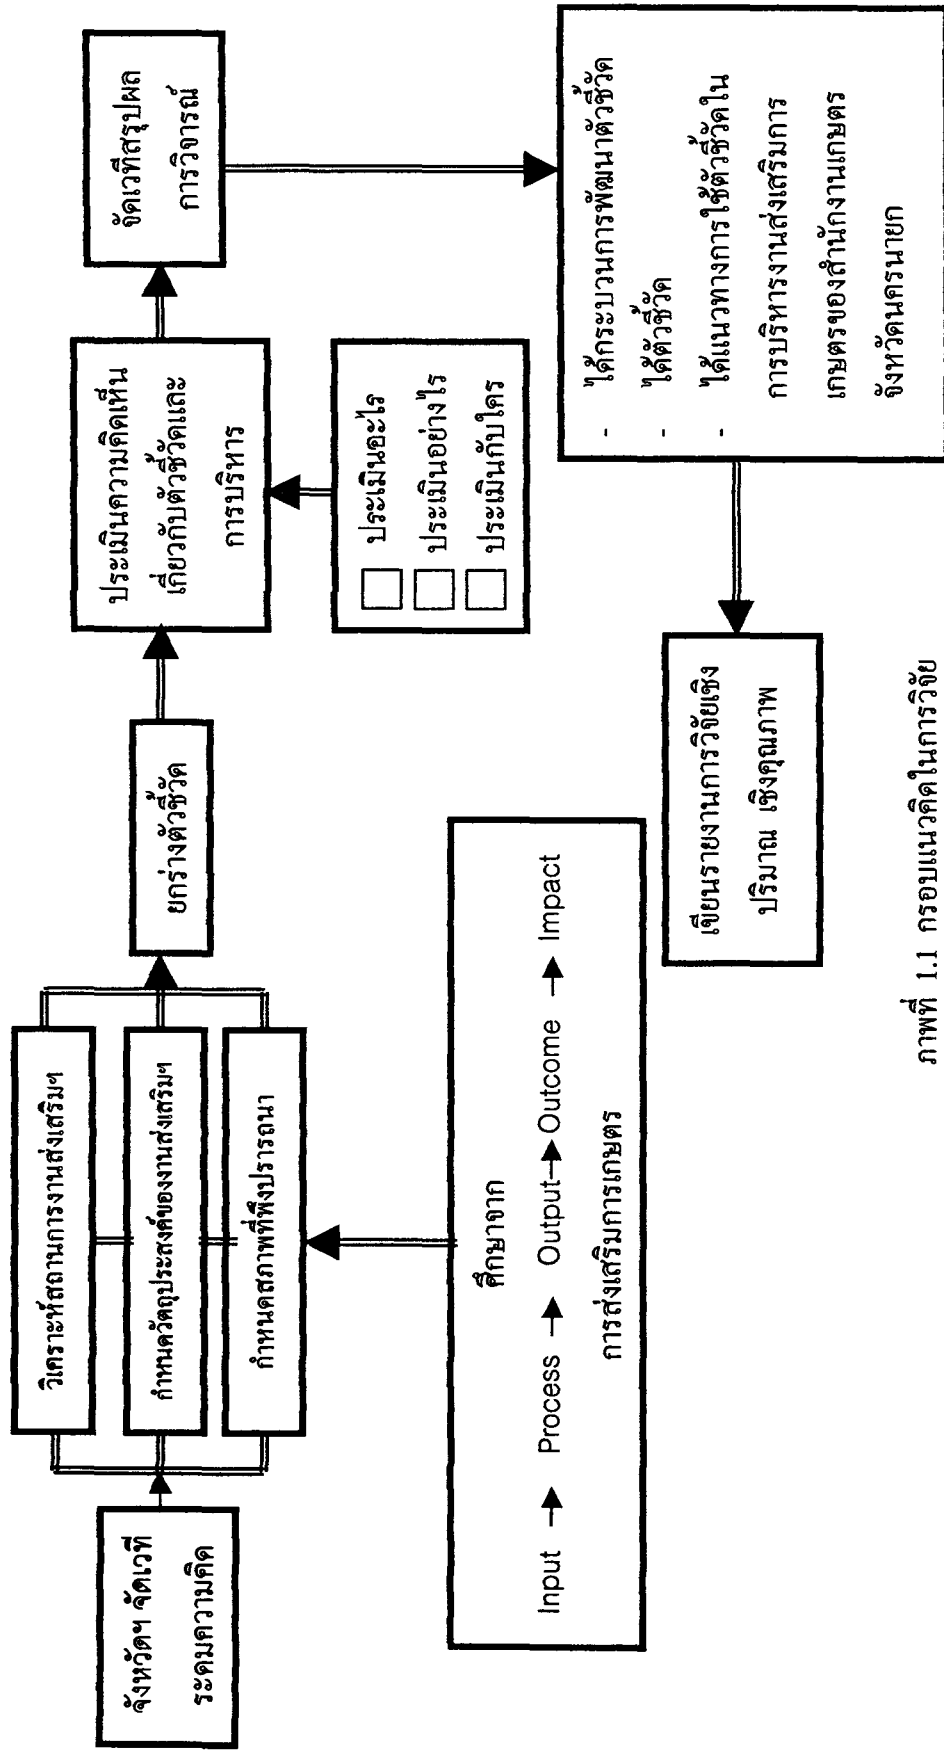 จังหวัดฯ จัดเวที
ระดมความคิด
วิเคราะห์สถานการงานส่งเสริมฯ
กำหนดวัตถุประสงค์ของงานส่งเสริมฯ
กำหนดสภาพที่พึงปรารถนา
ยกร่างตัวชี้วัด
ประเมินความคิดเห็น
เกี่ยวกับตัวชี้วัดและ
การบริหาร
จัดเวทีสรุปผล
การวิจารณ์
ประเมินอะไร
ประเมินอย่างไร
ประเมินกับใคร
ศึกษาจาก
Input → Process → Output → Outcome → Impact
การส่งเสริมการเกษตร
- ได้กระบวนการพัฒนาตัวชี้วัด
- ได้ตัวชี้วัด
- ได้แนวทางการใช้ตัวชี้วัดใน
การบริหารงานส่งเสริมการ
เกษตรของสำนักงานเกษตร
จังหวัดนครนายก
เขียนรายงานการวิจัยเชิง
ปริมาณ เชิงคุณภาพ
ภาพที่ 1.1 กรอบแนวคิดในการวิจัย